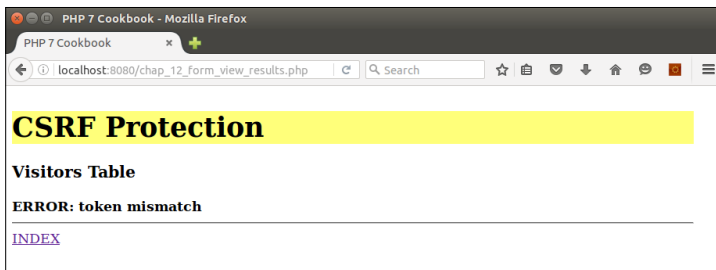 PHP 7 Cookbook - Mozilla Firefox
PHP 7 Cookbook
localhost:8080/chap_12_form_view_results.php
Search
CSRF Protection
Visitors Table
ERROR: token mismatch
INDEX